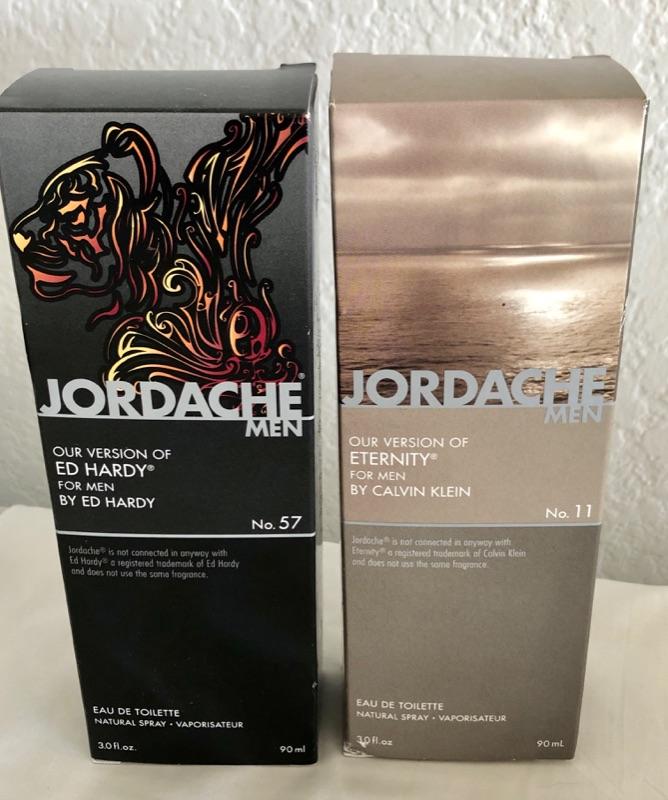 JORDACHE®
MEN
OUR VERSION OF
ED HARDY®
FOR MEN
BY ED HARDY
No. 57
Jordache® is not connected in anyway with
Ed Hardy® a registered trademark of Ed Hardy
and does not use the same fragrance.
EAU DE TOILETTE
NATURAL SPRAY • VAPORISATEUR
3.0 fl.oz. 90 ml
JORDACHE
MEN
OUR VERSION OF
ETERNITY®
FOR MEN
BY CALVIN KLEIN
No. 11
Jordache® is not connected in anyway with
Eternity® a registered trademark of Calvin Klein
and does not use the same fragrance.
EAU DE TOILETTE
NATURAL SPRAY • VAPORISATEUR
3.0 fl.oz 90 mL